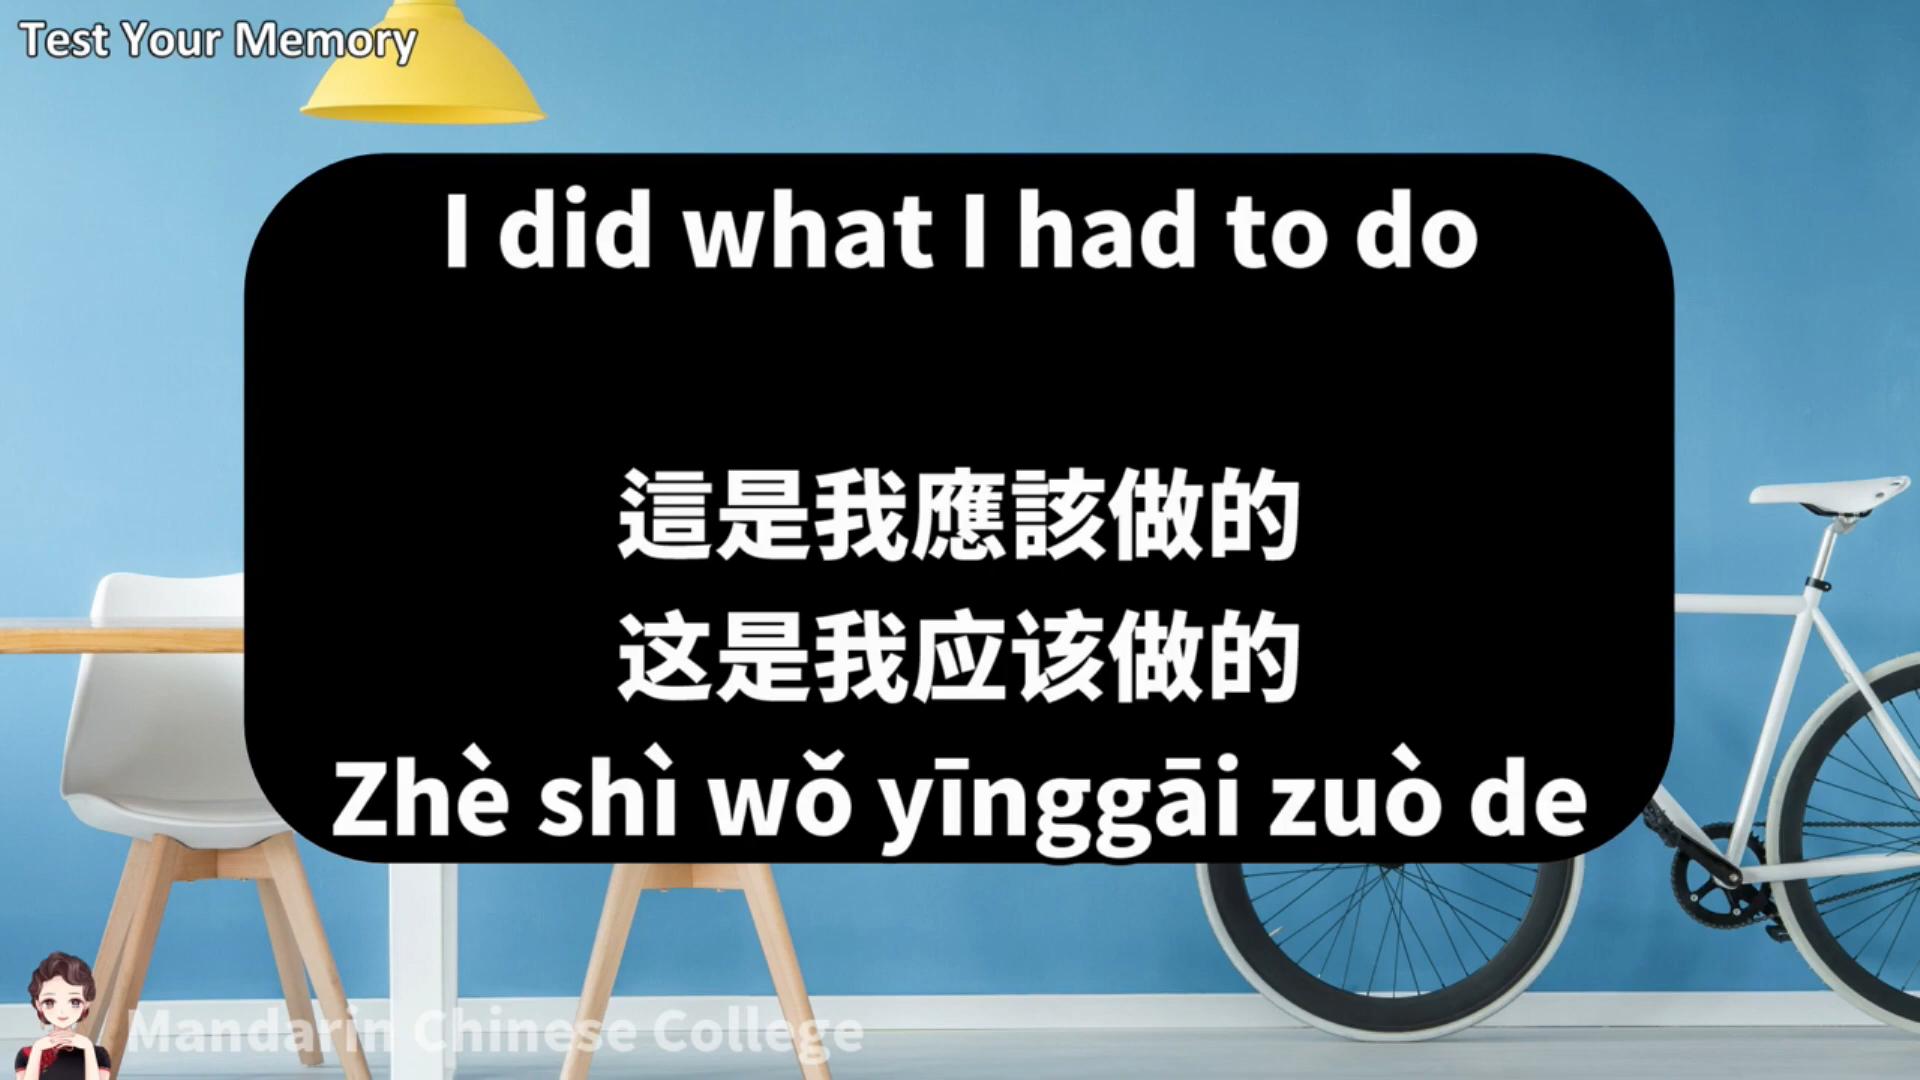 Test Your Memory
I did what I had to do
這是我應該做的
这是我应该做的
Zhè shì wǒ yīnggāi zuò de
Mandarin Chinese College